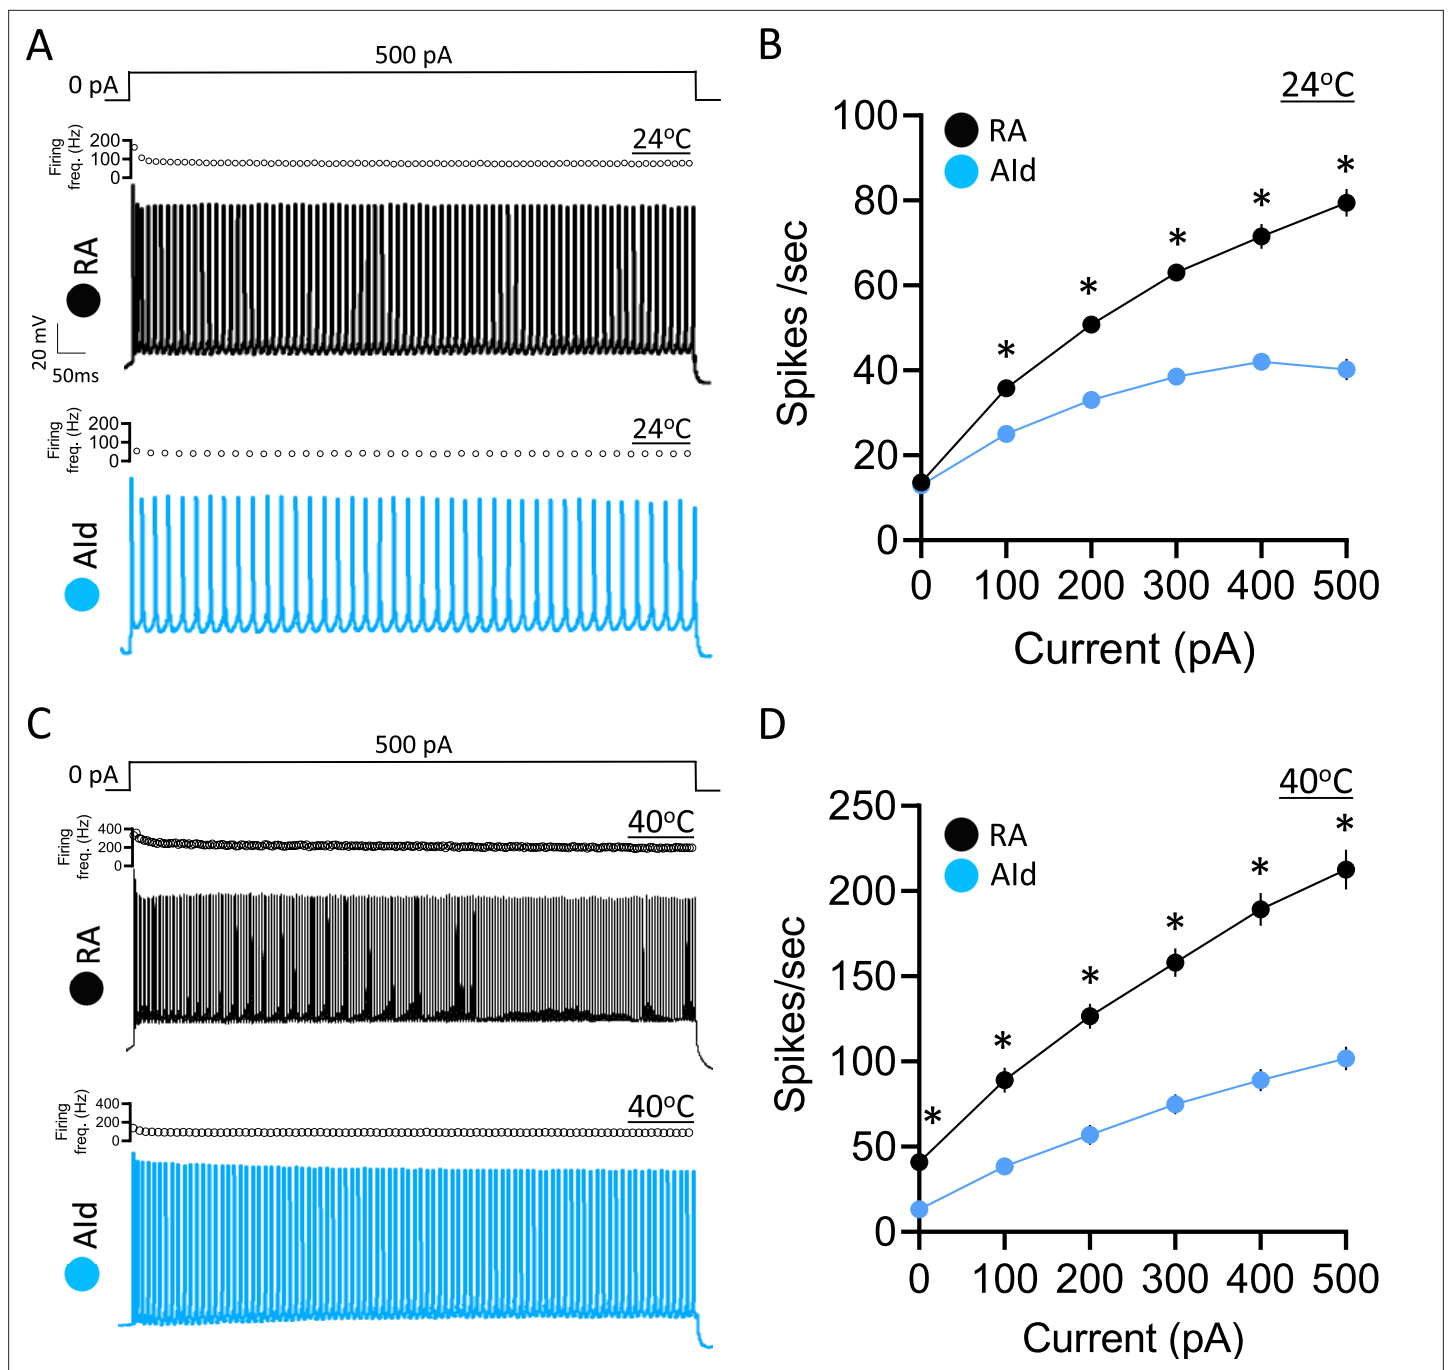 A
500 pA
0 pA
Firing
freq. (Hz)
200
100
0
24°C
RA
20 mV
50ms
Firing
freq. (Hz)
200
100
0
24°C
AId
B
24°C
RA
AId
Spikes /sec
100
80
60
40
20
0
* * * * *
0 100 200 300 400 500
Current (pA)
C
500 pA
0 pA
Firing
freq. (Hz)
400
200
0
40°C
RA
Firing
freq. (Hz)
400
200
0
40°C
AId
D
40°C
RA
AId
Spikes/sec
250
200
150
100
50
0
* * * * * *
0 100 200 300 400 500
Current (pA)